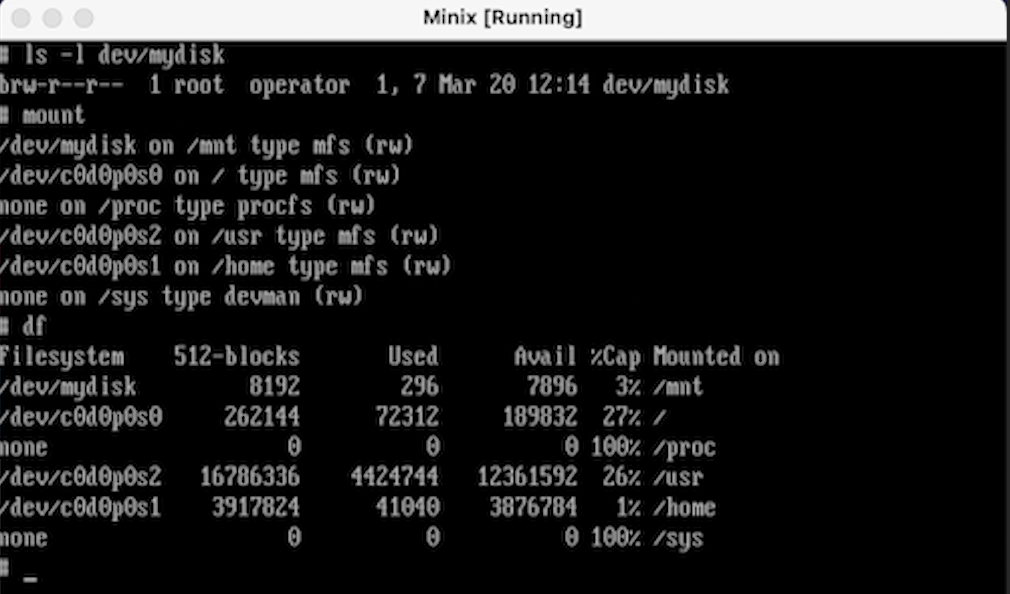 Minix [Running]
# ls -l dev/mydisk
brw-r--r--  1 root  operator  1, 7 Mar 20 12:14 dev/mydisk
# mount
/dev/mydisk on /mnt type mfs (rw)
/dev/c0d0p0s0 on / type mfs (rw)
none on /proc type procfs (rw)
/dev/c0d0p0s2 on /usr type mfs (rw)
/dev/c0d0p0s1 on /home type mfs (rw)
none on /sys type devman (rw)
# df
Filesystem    512-blocks       Used      Avail %Cap Mounted on
/dev/mydisk         8192        296       7896   3% /mnt
/dev/c0d0p0s0     262144      72312     189832  27% /
none                   0          0          0 100% /proc
/dev/c0d0p0s2   16786336    4424744   12361592  26% /usr
/dev/c0d0p0s1    3917824      41040    3876784   1% /home
none                   0          0          0 100% /sys
# _